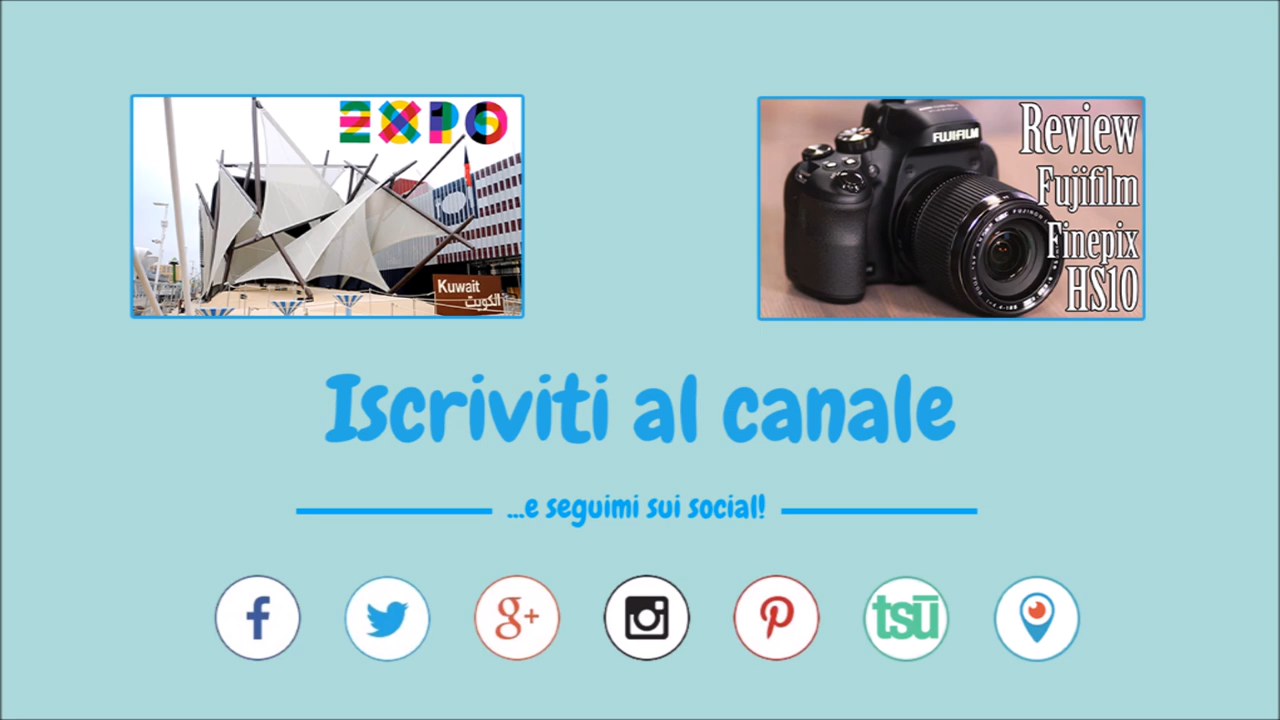 EXPO
Kuwait
الكويت
FUJIFILM
Review
Fujifilm
Finepix
HS10
Iscriviti al canale
...e seguimi sui social!
f
g+
tsū